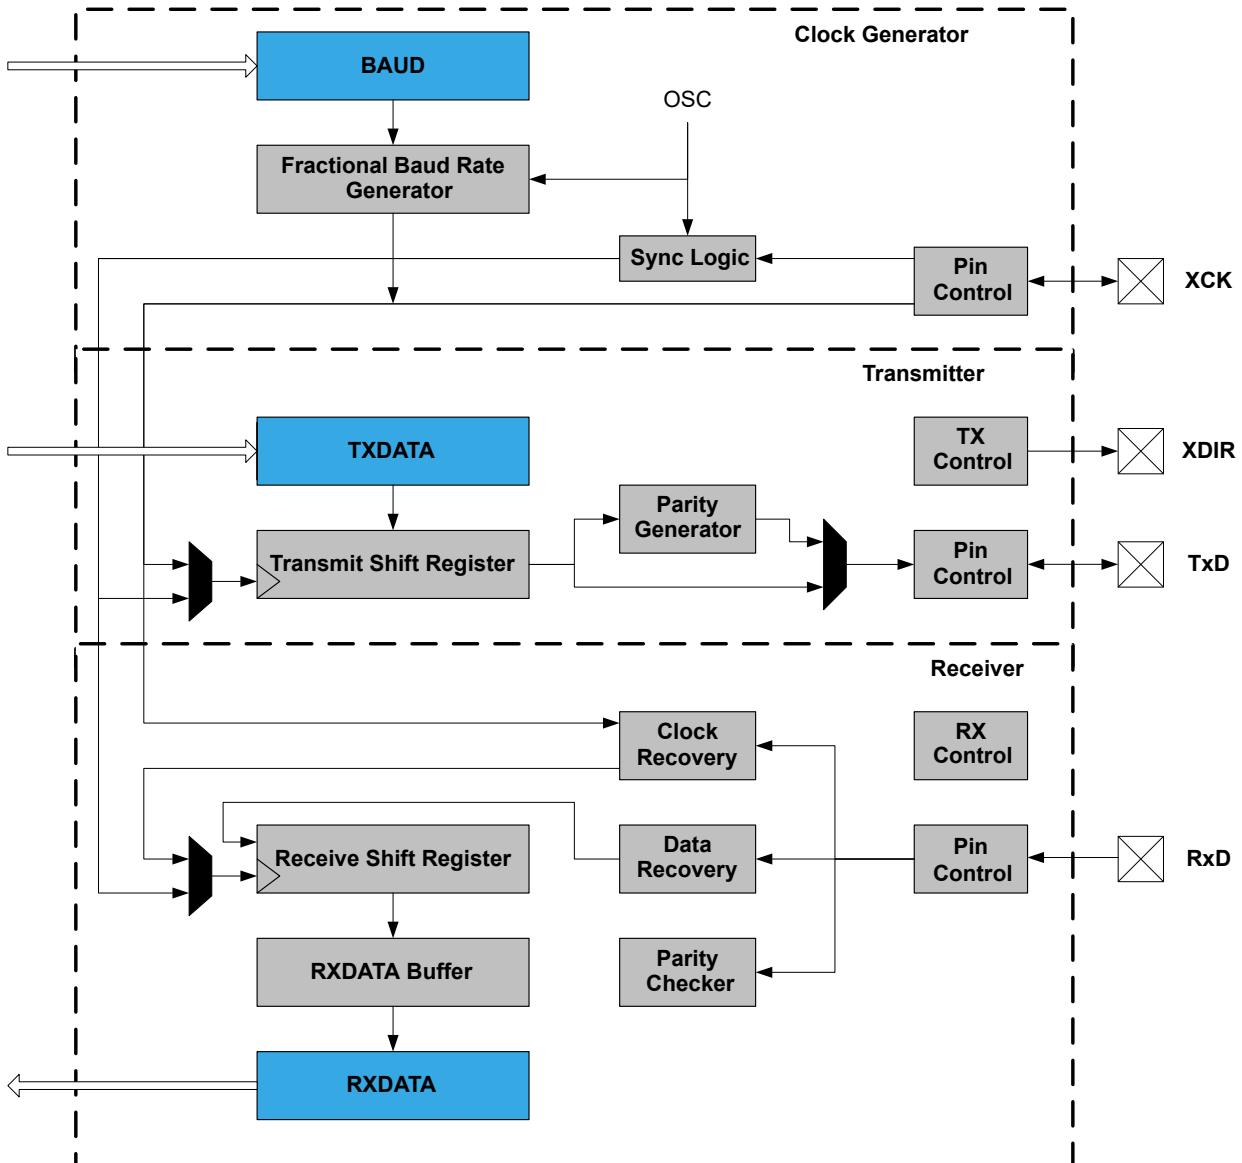 Clock Generator
BAUD
OSC
Fractional Baud Rate
Generator
Sync Logic
Pin
Control
XCK
Transmitter
TXDATA
TX
Control
XDIR
Parity
Generator
Transmit Shift Register
Pin
Control
TxD
Receiver
Clock
Recovery
RX
Control
Receive Shift Register
Data
Recovery
Pin
Control
RxD
RXDATA Buffer
Parity
Checker
RXDATA